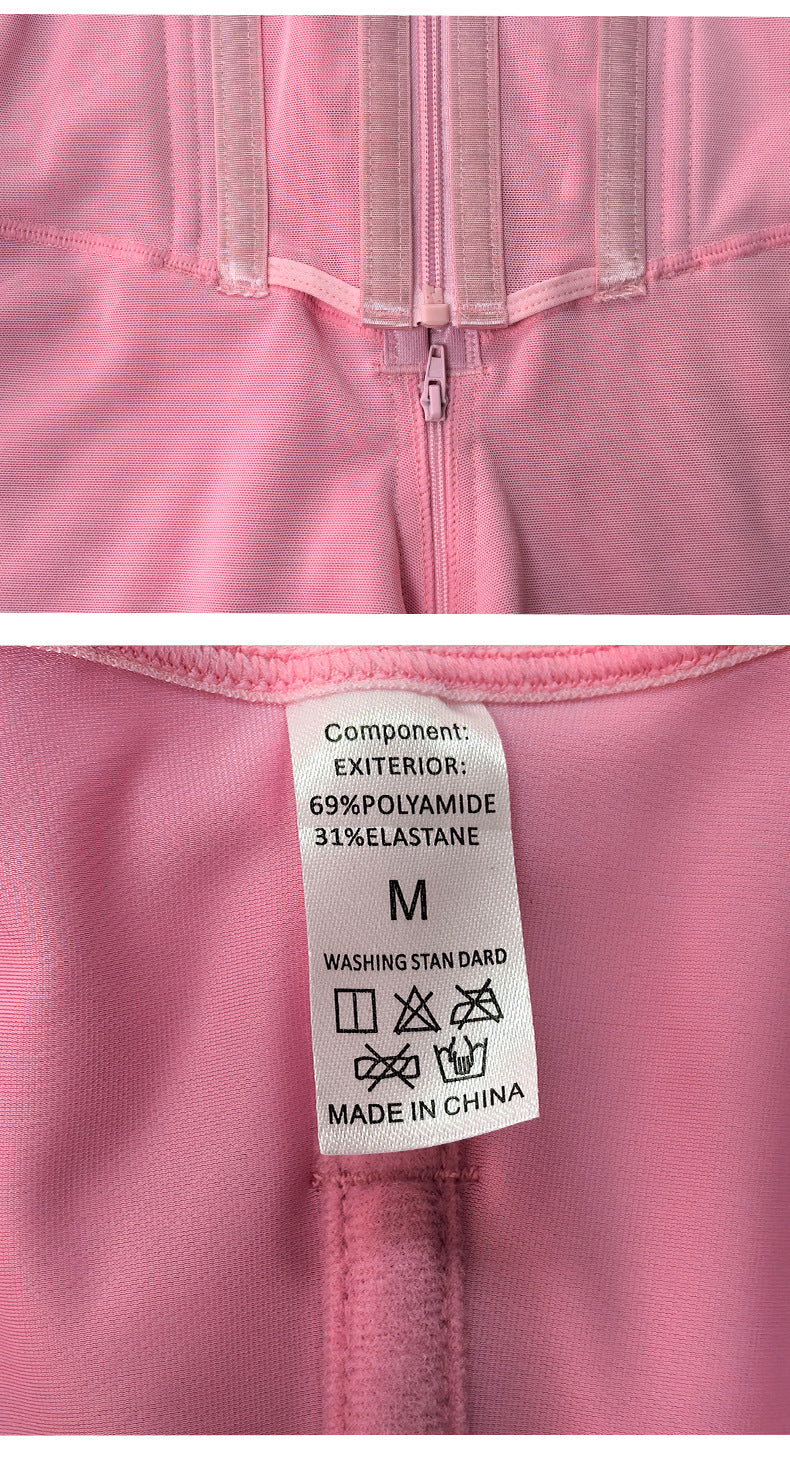 Component:
EXITERIOR:
69%POLYAMIDE
31%ELASTANE
M
WASHING STAN DARD
MADE IN CHINA